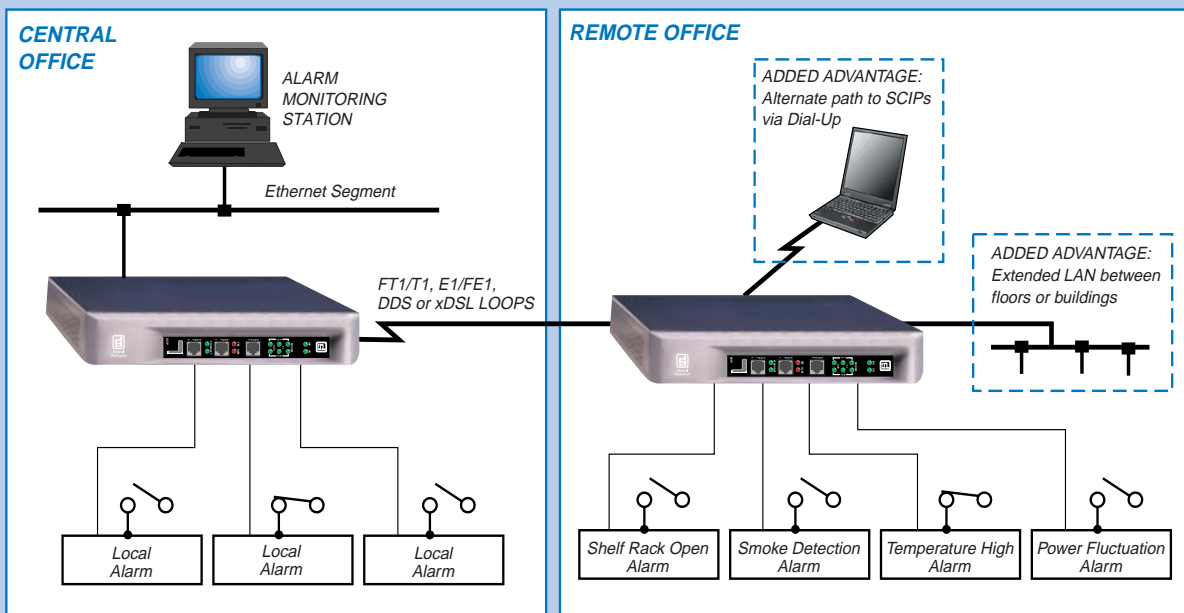 CENTRAL
OFFICE
ALARM
MONITORING
STATION
Ethernet Segment
FT1/T1, E1/FE1,
DDS or xDSL LOOPS
Local
Alarm
Local
Alarm
Local
Alarm
REMOTE OFFICE
ADDED ADVANTAGE:
Alternate path to SCIPs
via Dial-Up
ADDED ADVANTAGE:
Extended LAN between
floors or buildings
Shelf Rack Open
Alarm
Smoke Detection
Alarm
Temperature High
Alarm
Power Fluctuation
Alarm